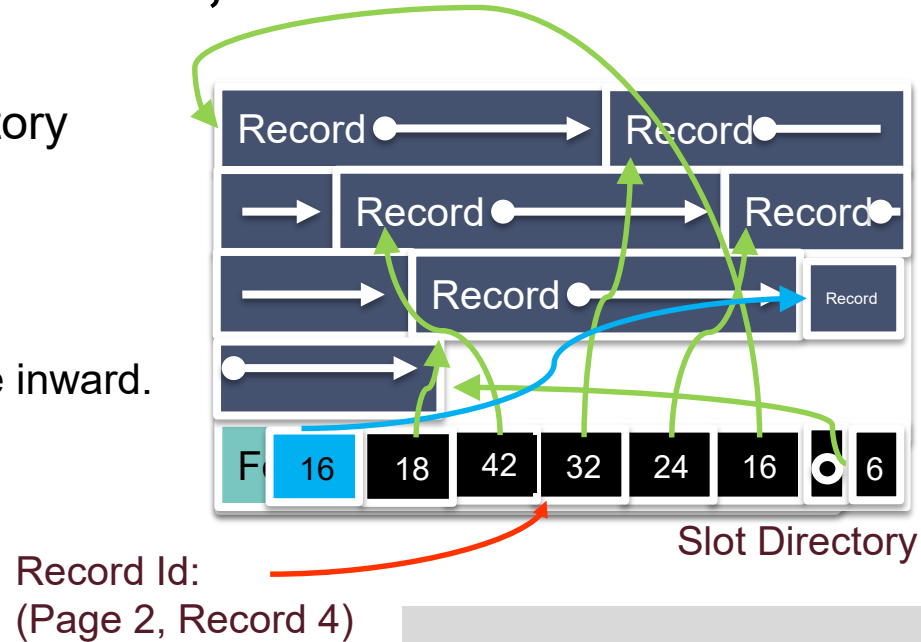 tory
Record Record
Record Record
Record Record
e inward.
16 18 42 32 24 16 6
Slot Directory
Record Id:
(Page 2, Record 4)